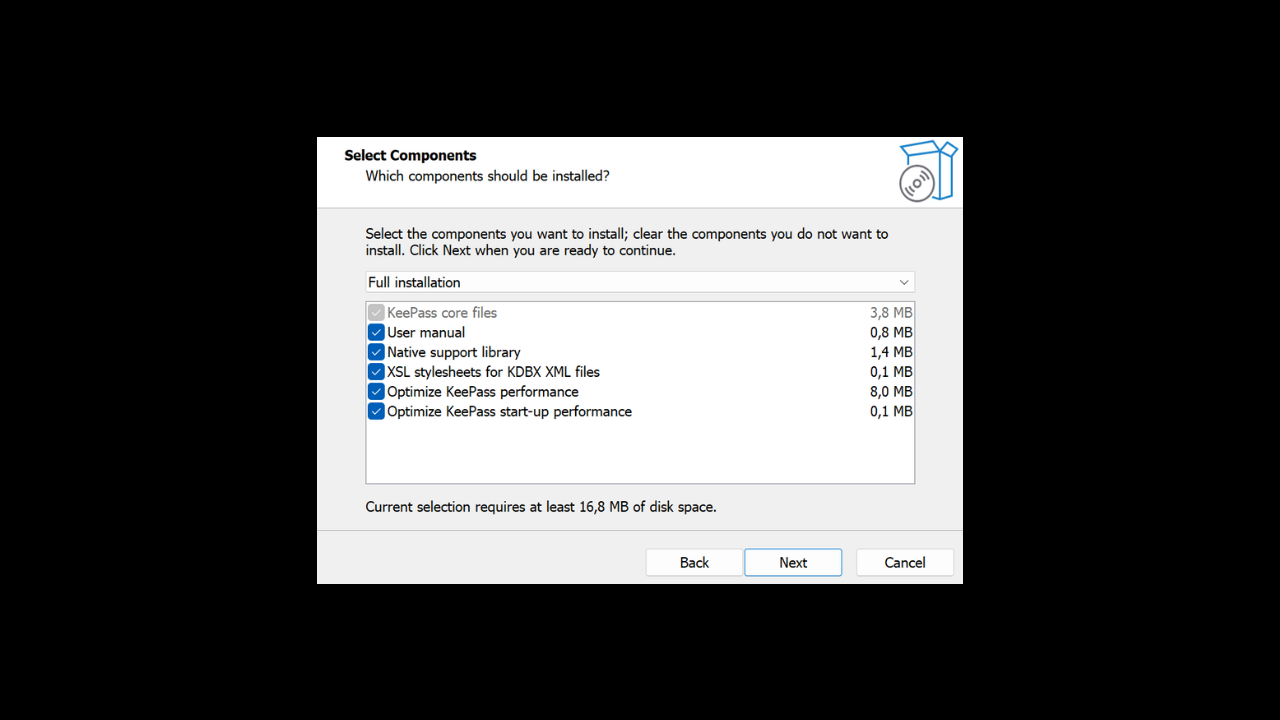 Select Components
Which components should be installed?
Select the components you want to install; clear the components you do not want to
install. Click Next when you are ready to continue.
Full installation
KeePass core files 3,8 MB
User manual 0,8 MB
Native support library 1,4 MB
XSL stylesheets for KDBX XML files 0,1 MB
Optimize KeePass performance 8,0 MB
Optimize KeePass start-up performance 0,1 MB
Current selection requires at least 16,8 MB of disk space.
Back Next Cancel